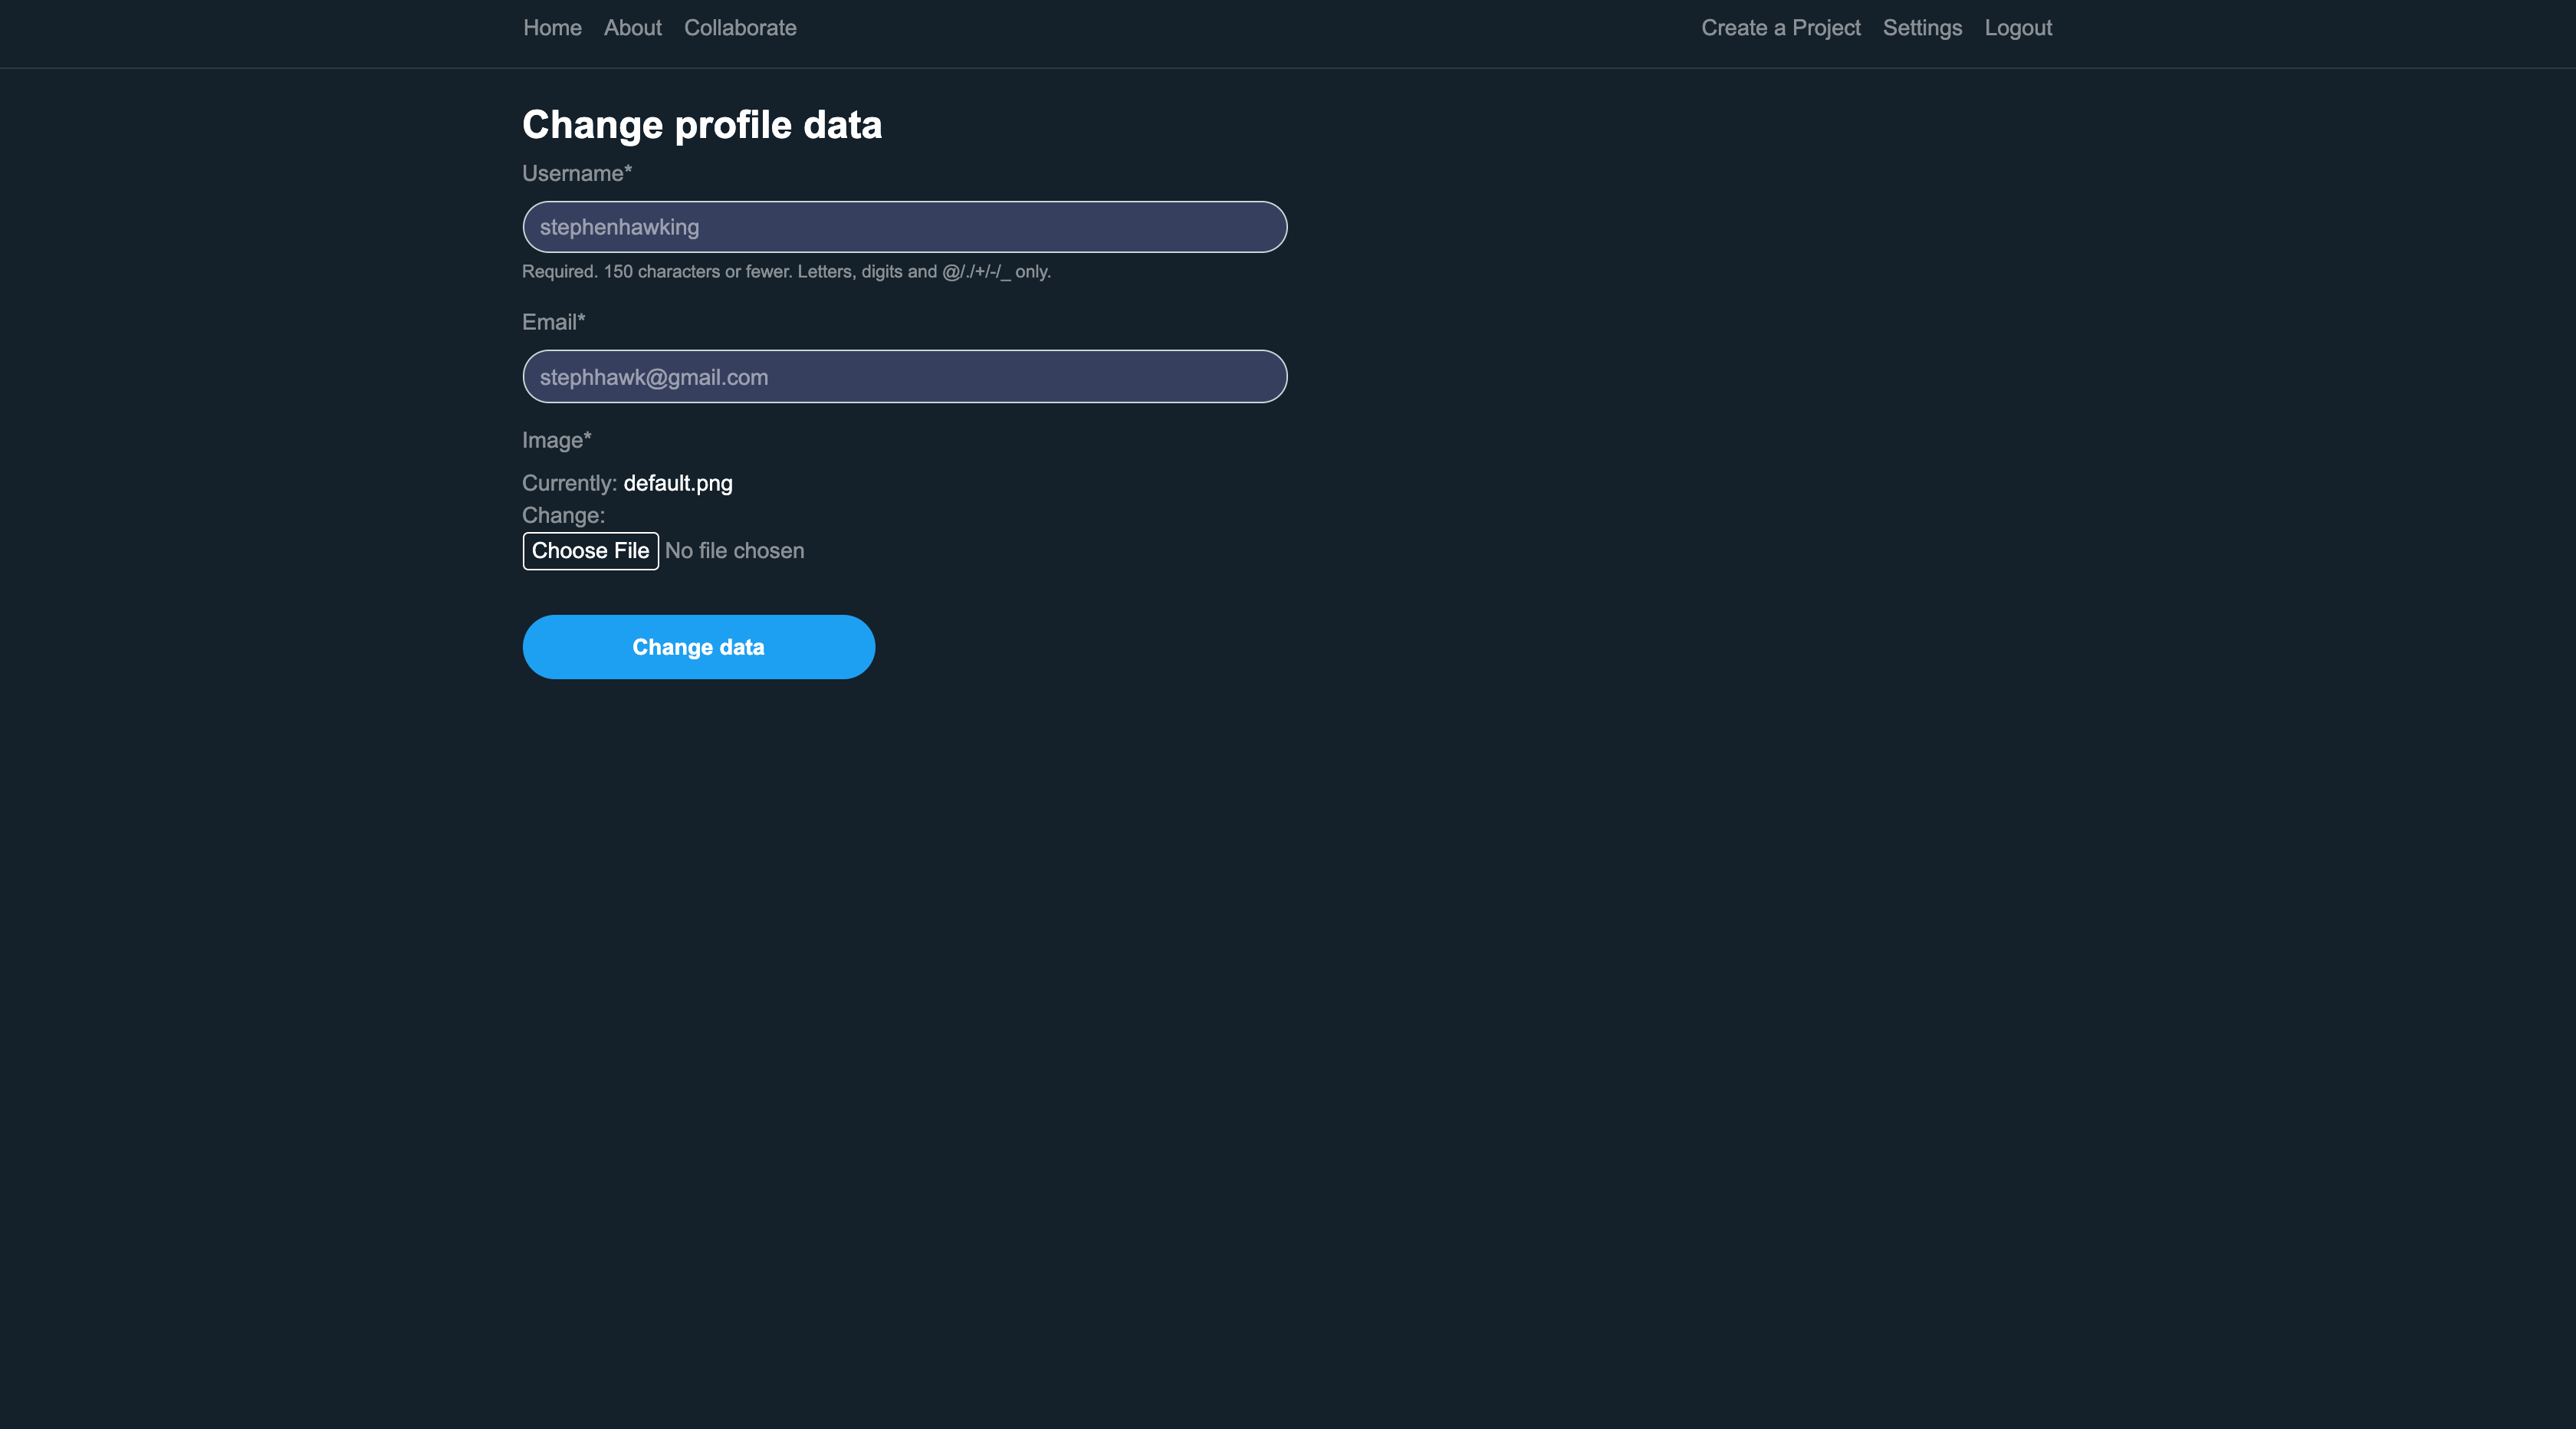 Home About Collaborate Create a Project Settings Logout
Change profile data
Username*
stephenhawking
Required. 150 characters or fewer. Letters, digits and @/./+/-/_ only.
Email*
stephhawk@gmail.com
Image*
Currently: default.png
Change:
Choose File No file chosen
Change data